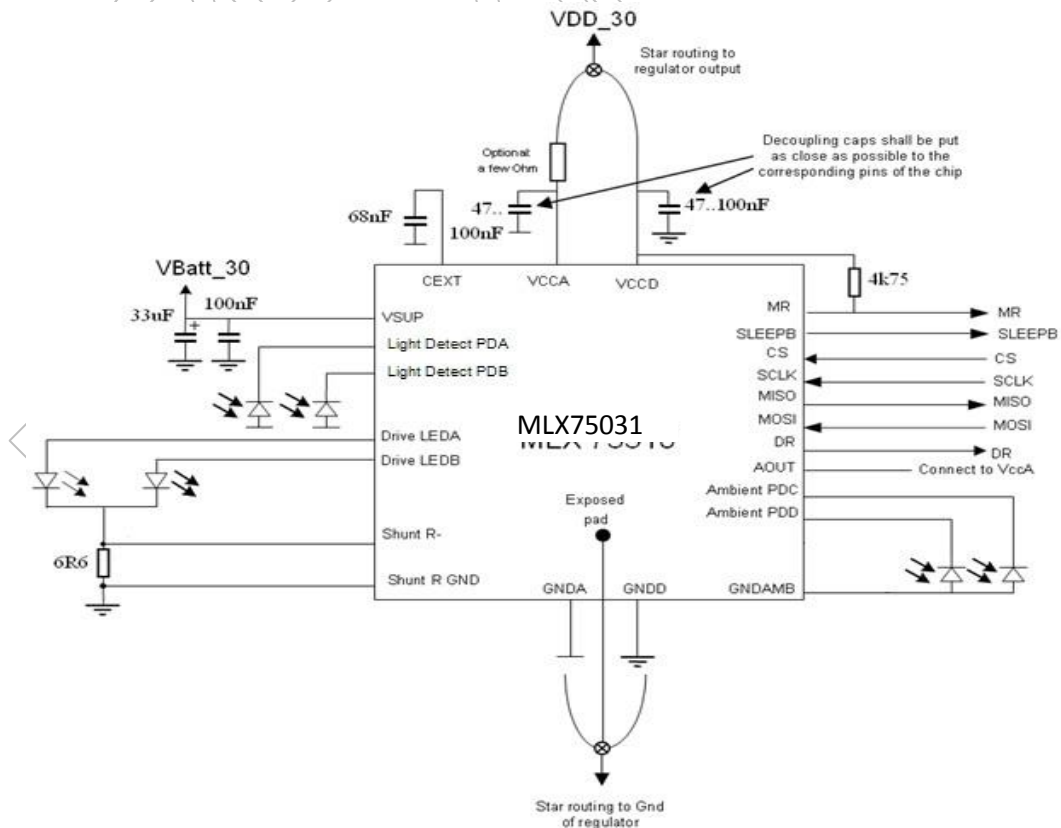 VDD_30
Star routing to
regulator output
Decoupling caps shall be put
as close as possible to the
corresponding pins of the chip
Optional:
a few Ohm
68nF
47..
100nF
47..100nF
4k75
VBatt_30
33uF
+
100nF
CEXT
VCCA
VCCD
VSUP
Light Detect PDA
Light Detect PDB
MR
MR
SLEEPB
SLEEPB
CS
CS
SCLK
SCLK
MISO
MISO
MOSI
MOSI
DR
DR
AOUT
Connect to VccA
MLX75031
Drive LEDA
Drive LEDB
Ambient PDC
Ambient PDD
Exposed
pad
Shunt R-
6R6
Shunt R GND
GNDA
GNDD
GNDAMB
Star routing to Gnd
of regulator